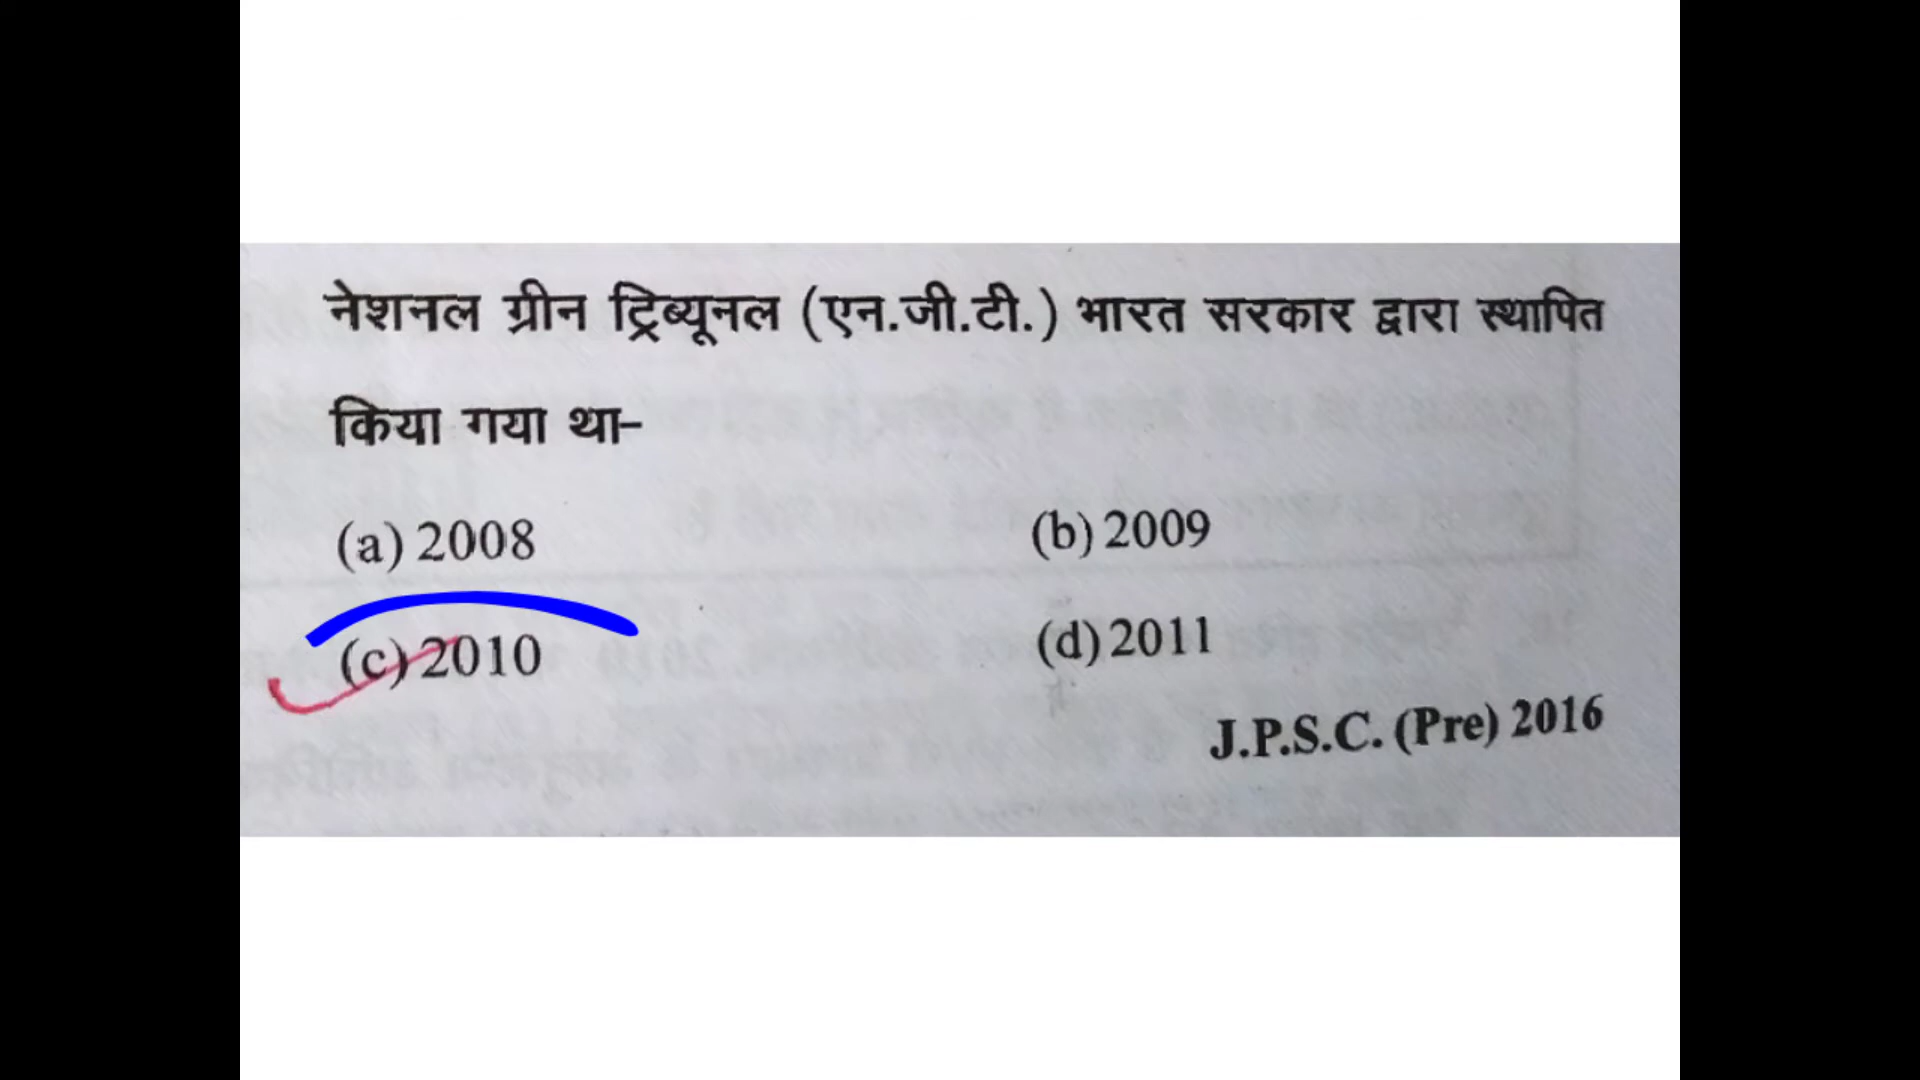 नेशनल ग्रीन ट्रिब्यूनल (एन.जी.टी.) भारत सरकार द्वारा स्थापित
किया गया था-
(a) 2008 (b) 2009
(c) 2010 (d) 2011
J.P.S.C. (Pre) 2016